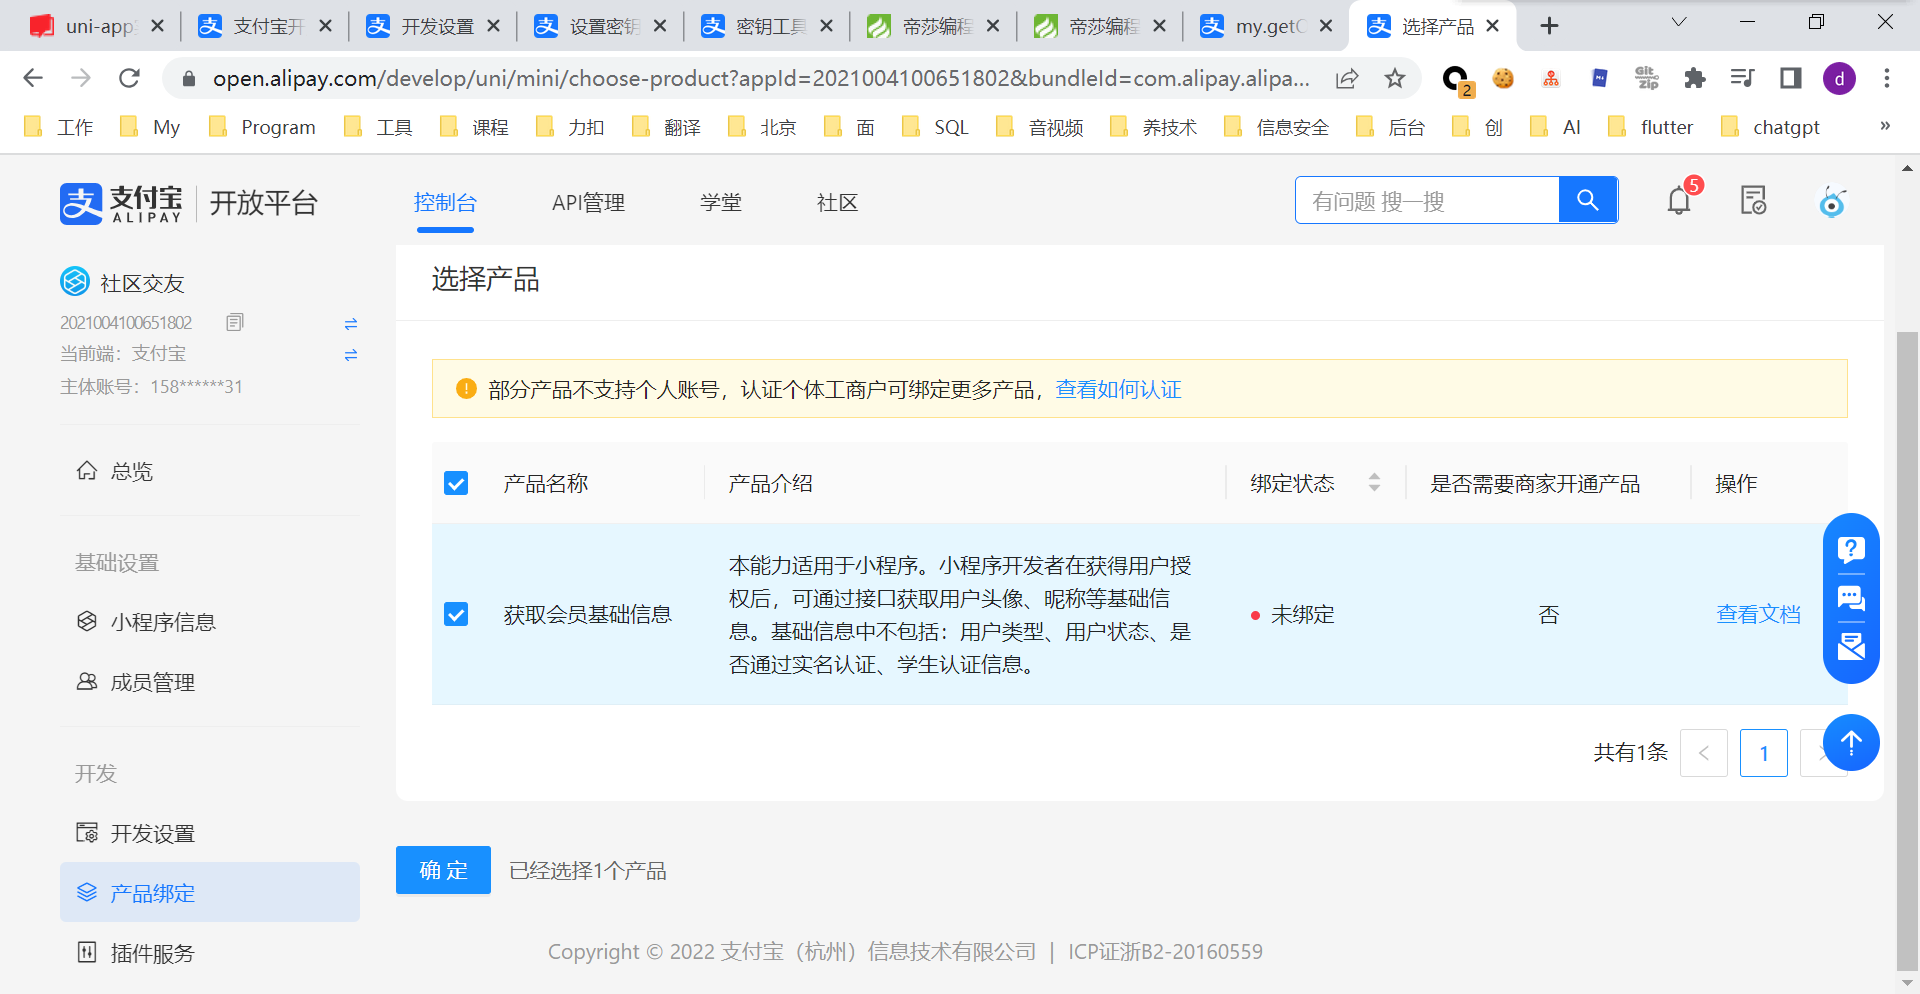 uni-app
支付宝开
开发设置
设置密钥
密钥工具
帝莎编程
帝莎编程
my.getO
选择产品
open.alipay.com/develop/uni/mini/choose-product?appId=2021004100651802&bundleId=com.alipay.alipa...
2
Git zip
d
工作 My Program 工具 课程 力扣 翻译 北京 面 SQL 音视频 养技术 信息安全 后台 创 AI flutter chatgpt »
支付宝 ALIPAY 开放平台
控制台 API管理 学堂 社区
有问题 搜一搜
5
社区交友
2021004100651802
当前端：支付宝
主体账号：158******31
总览
基础设置
小程序信息
成员管理
开发
开发设置
产品绑定
插件服务
选择产品
部分产品不支持个人账号，认证个体工商户可绑定更多产品，查看如何认证
产品名称 产品介绍 绑定状态 是否需要商家开通产品 操作
获取会员基础信息
本能力适用于小程序。小程序开发者在获得用户授
权后，可通过接口获取用户头像、昵称等基础信
息。基础信息中不包括：用户类型、用户状态、是
否通过实名认证、学生认证信息。
未绑定
否
查看文档
共有1条 < 1 >
确 定 已经选择1个产品
Copyright © 2022 支付宝（杭州）信息技术有限公司 | ICP证浙B2-20160559